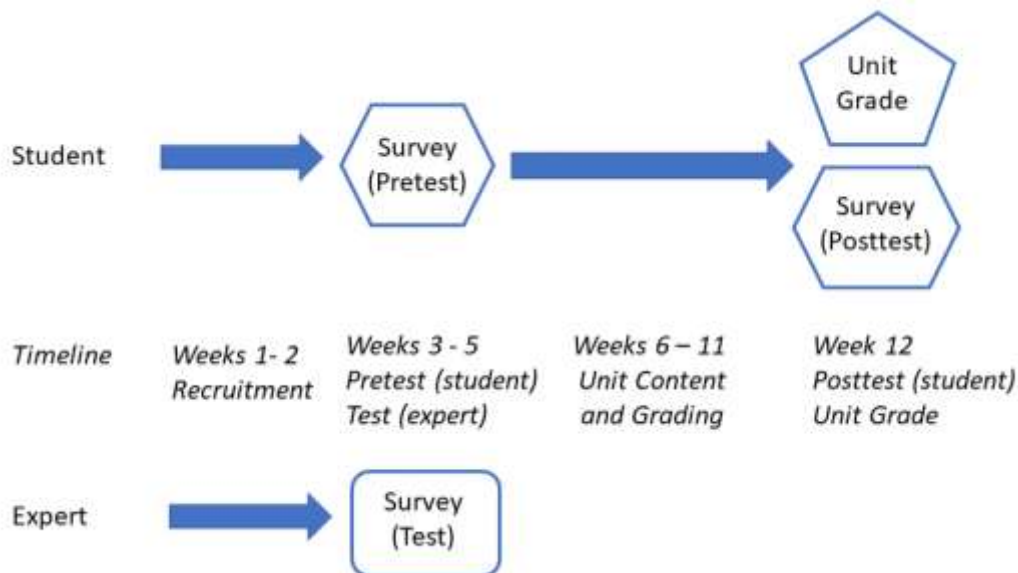 Unit
Grade
Student
Survey
(Pretest)
Survey
(Posttest)
Timeline
Weeks 1- 2
Recruitment
Weeks 3 - 5
Pretest (student)
Test (expert)
Weeks 6 – 11
Unit Content
and Grading
Week 12
Posttest (student)
Unit Grade
Expert
Survey
(Test)